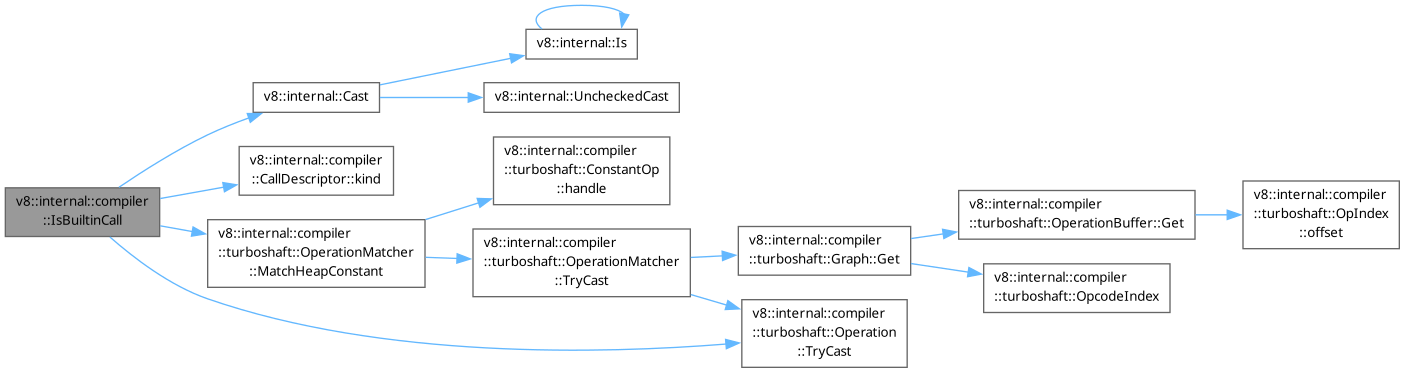 v8::internal::Is
v8::internal::Cast
v8::internal::UncheckedCast
v8::internal::compiler
::CallDescriptor::kind
v8::internal::compiler
::turboshaft::ConstantOp
::handle
v8::internal::compiler
::IsBuiltinCall
v8::internal::compiler
::turboshaft::OperationMatcher
::MatchHeapConstant
v8::internal::compiler
::turboshaft::OperationMatcher
::TryCast
v8::internal::compiler
::turboshaft::Graph::Get
v8::internal::compiler
::turboshaft::OperationBuffer::Get
v8::internal::compiler
::turboshaft::OpIndex
::offset
v8::internal::compiler
::turboshaft::OpcodeIndex
v8::internal::compiler
::turboshaft::Operation
::TryCast